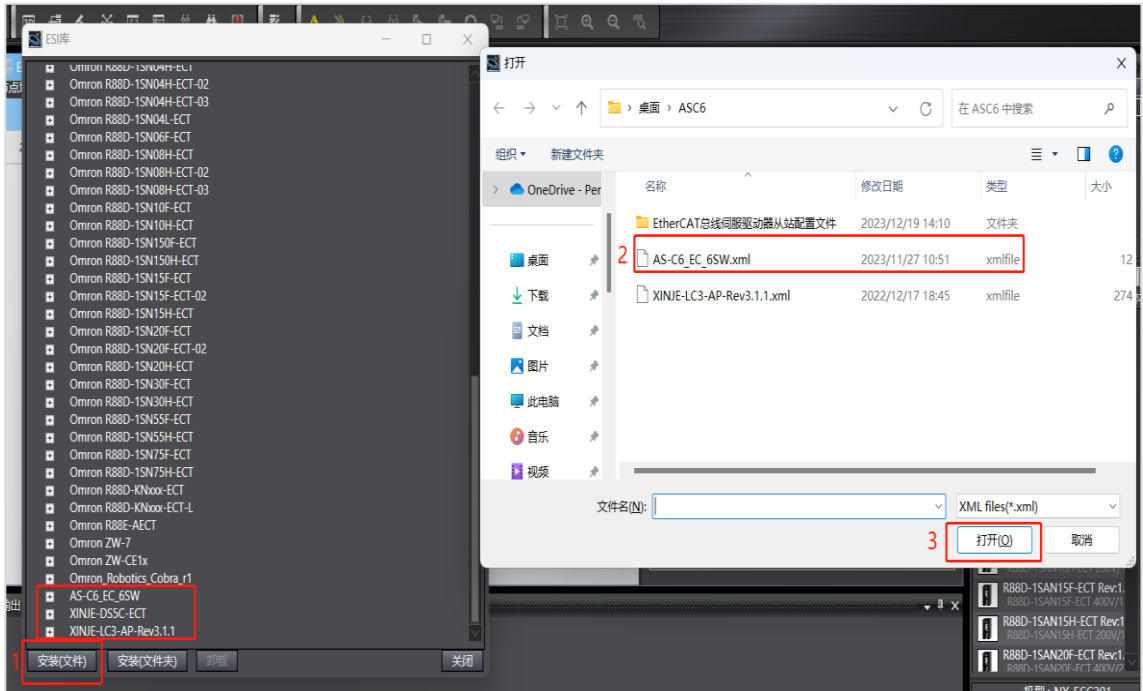 ESI库
Omron R88D-1SN04H-ECT
Omron R88D-1SN04H-ECT-02
Omron R88D-1SN04H-ECT-03
Omron R88D-1SN04L-ECT
Omron R88D-1SN06F-ECT
Omron R88D-1SN08H-ECT
Omron R88D-1SN08H-ECT-02
Omron R88D-1SN08H-ECT-03
Omron R88D-1SN10F-ECT
Omron R88D-1SN10H-ECT
Omron R88D-1SN150F-ECT
Omron R88D-1SN150H-ECT
Omron R88D-1SN15F-ECT
Omron R88D-1SN15F-ECT-02
Omron R88D-1SN15H-ECT
Omron R88D-1SN20F-ECT
Omron R88D-1SN20F-ECT-02
Omron R88D-1SN20H-ECT
Omron R88D-1SN30F-ECT
Omron R88D-1SN30H-ECT
Omron R88D-1SN55F-ECT
Omron R88D-1SN55H-ECT
Omron R88D-1SN75F-ECT
Omron R88D-1SN75H-ECT
Omron R88D-KNxxx-ECT
Omron R88D-KNxxx-ECT-L
Omron R88E-AECT
Omron ZW-7
Omron ZW-CE1x
Omron_Robotics_Cobra_r1
AS-C6_EC_6SW
XINJE-DS5C-ECT
XINJE-LC3-AP-Rev3.1.1
1 安装(文件) 安装(文件夹) 卸载 关闭
打开
桌面 › ASC6 在 ASC6 中搜索
组织 新建文件夹
OneDrive - Per
桌面
下载
文档
图片
此电脑
音乐
视频
名称 修改日期 类型 大小
EtherCAT总线伺服驱动器从站配置文件 2023/12/19 14:10 文件夹
2 AS-C6_EC_6SW.xml 2023/11/27 10:51 xmlfile 12
XINJE-LC3-AP-Rev3.1.1.xml 2022/12/17 18:45 xmlfile 274
文件名(N): XML files(*.xml)
3 打开(O) 取消
R88D-1SAN15F-ECT Rev:1.
R88D-1SAN15F-ECT 400V/1
R88D-1SAN15H-ECT Rev:1
R88D-1SAN15H-ECT 200V/1
R88D-1SAN20F-ECT Rev:1.
R88D-1SAN20F-ECT 400V/2